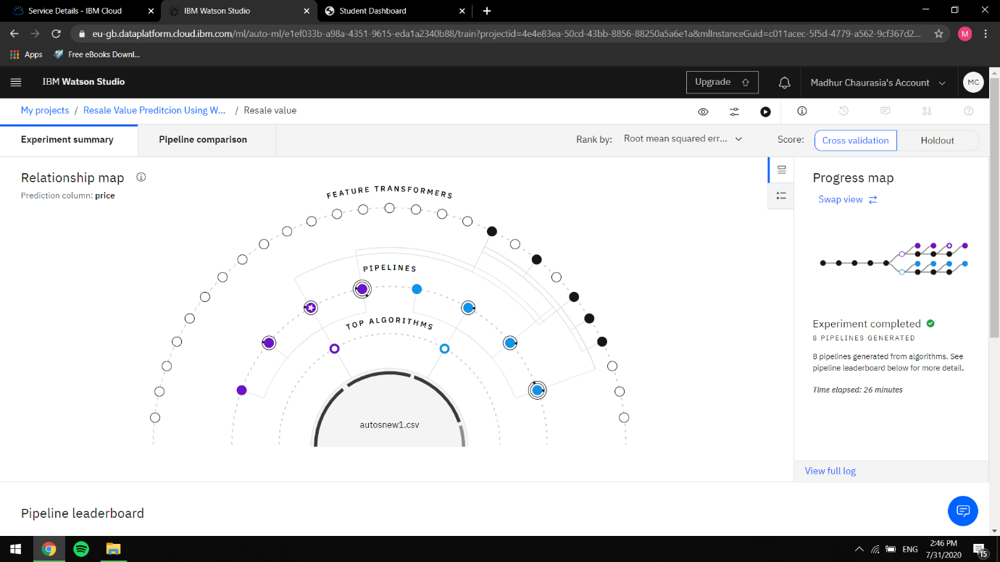 Service Details - IBM Cloud
IBM Watson Studio
Student Dashboard
eu-gb.dataplatform.cloud.ibm.com/ml/auto-ml/e1ef033b-a98a-4351-9615-eda1a2340b88/train?projectid=4e4e83ea-50cd-43bb-8856-88250a5a6e1a&mlInstanceGuid=c011acec-5f5d-4779-a562-9cf367d2...
M
Apps
Free eBooks Downl...
IBM Watson Studio
Upgrade
Madhur Chaurasia's Account
MC
My projects / Resale Value Preditcion Using W... / Resale value
Experiment summary
Pipeline comparison
Rank by:
Root mean squared err...
Score:
Cross validation
Holdout
Relationship map
Prediction column: price
FEATURE TRANSFORMERS
PIPELINES
TOP ALGORITHMS
autosnew1.csv
Progress map
Swap view
Experiment completed
8 PIPELINES GENERATED
8 pipelines generated from algorithms. See
pipeline leaderboard below for more detail.
Time elapsed: 26 minutes
View full log
Pipeline leaderboard
ENG
2:46 PM
7/31/2020
15